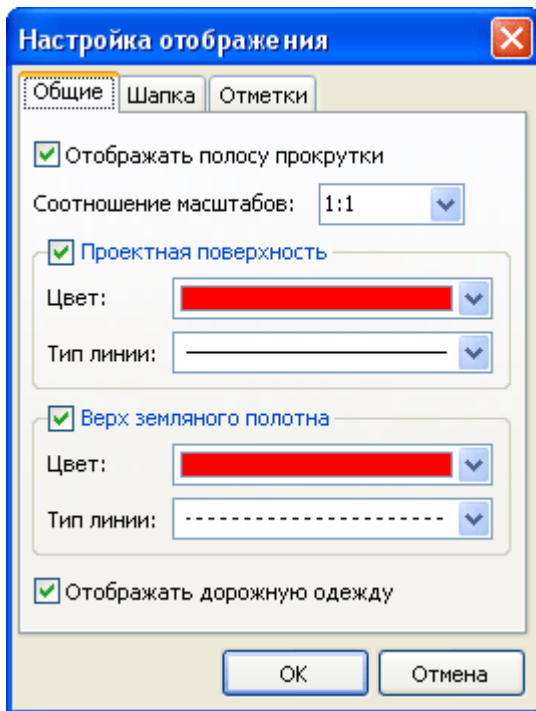 Настройка отображения
Общие Шапка Отметки
Отображать полосу прокрутки
Соотношение масштабов: 1:1
Проектная поверхность
Цвет:
Тип линии:
Верх земляного полотна
Цвет:
Тип линии:
Отображать дорожную одежду
OK Отмена